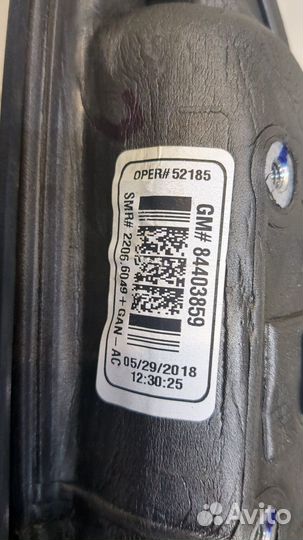 OPER# 52185
GM# 84403859
SMR# 2206.6049+GAN-AC
05/29/2018
12:30:25
Avito